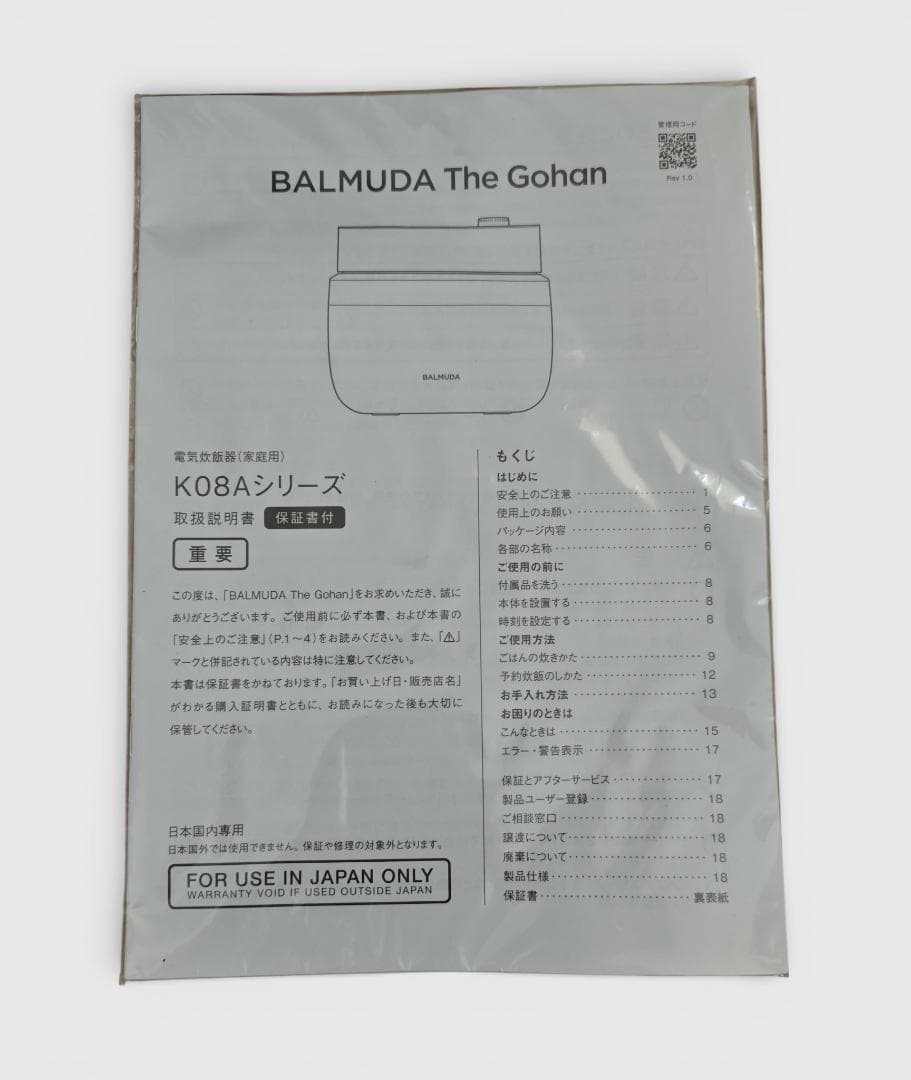 管理用コード
Rev 1.0
BALMUDA The Gohan
BALMUDA
電気炊飯器(家庭用)
K08Aシリーズ
取扱説明書 保証書付
重要
この度は、「BALMUDA The Gohan」をお求めいただき、誠に
ありがとうございます。ご使用前に必ず本書、および本書の
「安全上のご注意」(P.1〜4)をお読みください。また、「⚠」
マークと併記されている内容は特に注意してください。
本書は保証書をかねております。「お買い上げ日・販売店名」
がわかる購入証明書とともに、お読みになった後も大切に
保管してください。
日本国内専用
日本国外では使用できません。保証や修理の対象外となります。
FOR USE IN JAPAN ONLY
WARRANTY VOID IF USED OUTSIDE JAPAN
もくじ
はじめに
安全上のご注意 ······················ 1
使用上のお願い ······················ 5
パッケージ内容 ······················ 6
各部の名称 ························· 6
ご使用の前に
付属品を洗う ························ 8
本体を設置する ······················ 8
時刻を設定する ······················ 8
ご使用方法
ごはんの炊きかた ····················· 9
予約炊飯のしかた ···················· 12
お手入れ方法 ······················· 13
お困りのときは
こんなときは ······················· 15
エラー・警告表示 ···················· 17
保証とアフターサービス ················ 17
製品ユーザー登録 ···················· 18
ご相談窓口 ························ 18
譲渡について ······················· 18
廃棄について ······················· 18
製品仕様 ·························· 18
保証書 ························· 裏表紙